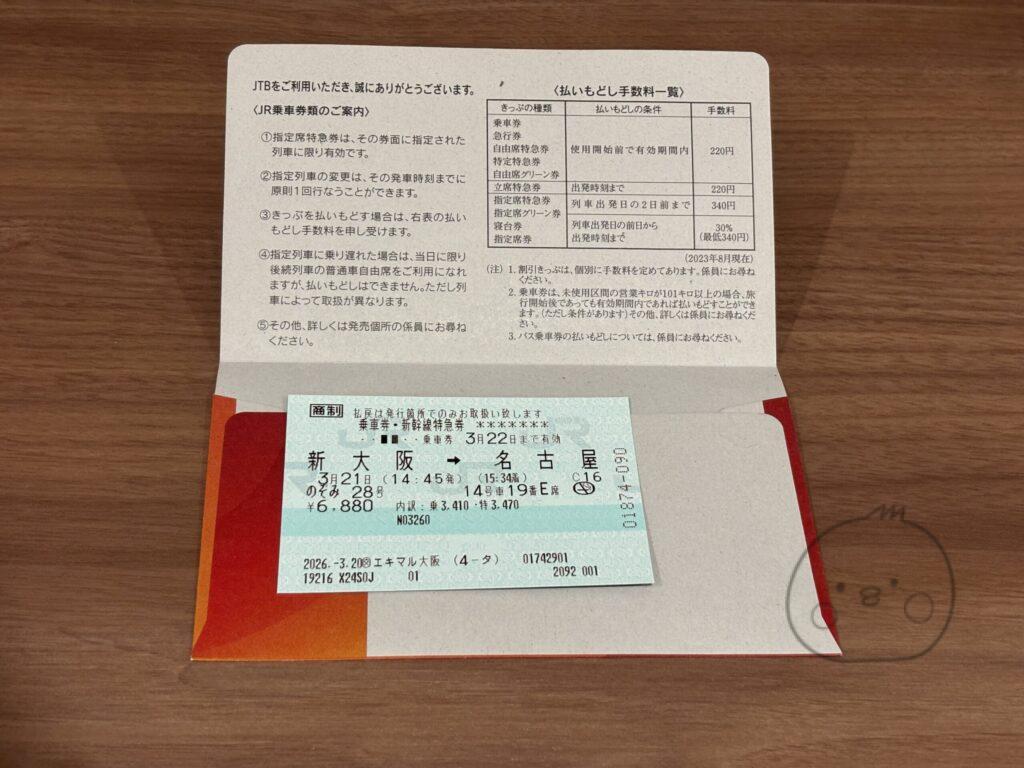 JTBをご利用いただき、誠にありがとうございます。
〈JR乗車券類のご案内〉
①指定席特急券は、その券面に指定された
列車に限り有効です。
②指定列車の変更は、その発車時刻までに
原則1回行なうことができます。
③きっぷを払いもどす場合は、右表の払い
もどし手数料を申し受けます。
④指定列車に乗り遅れた場合は、当日に限り
後続列車の普通車自由席をご利用になれ
ますが、払いもどしはできません。ただし列
車によって取扱が異なります。
⑤その他、詳しくは発売個所の係員にお尋ね
ください。
〈払いもどし手数料一覧〉
きっぷの種類 払いもどしの条件 手数料
乗車券
急行券
自由席特急券 使用開始前で有効期間内 220円
特定特急券
自由席グリーン券
立席特急券 出発時刻まで 220円
指定席特急券 列車出発日の2日前まで 340円
指定席グリーン券
寝台券 列車出発日の前日から 30%
指定席券 出発時刻まで (最低340円)
(2023年8月現在)
(注) 1. 割引きっぷは、個別に手数料を定めてあります。係員にお尋ね
ください。
2. 乗車券は、未使用区間の営業キロが101キロ以上の場合、旅
行開始後であっても有効期間内であれば払いもどすことができ
ます。(ただし条件があります)その他、詳しくは係員にお尋ねくだ
さい。
3. バス乗車券の払いもどしについては、係員にお尋ねください。
商制 払戻は発行箇所でのみお取扱い致します
乗車券・新幹線特急券 *******
・・■■・・乗車券 3月22日まで有効
新大阪 → 名古屋
3月21日 (14:45発) (15:34着) C16
のぞみ 28号 14号車19番E席
¥6,880 内訳:乗3,410・特3,470
N03260
01874-090
2026.-3.20 エキマル大阪 (4-タ) 01742901
19216 X24S0J 01 2092 001